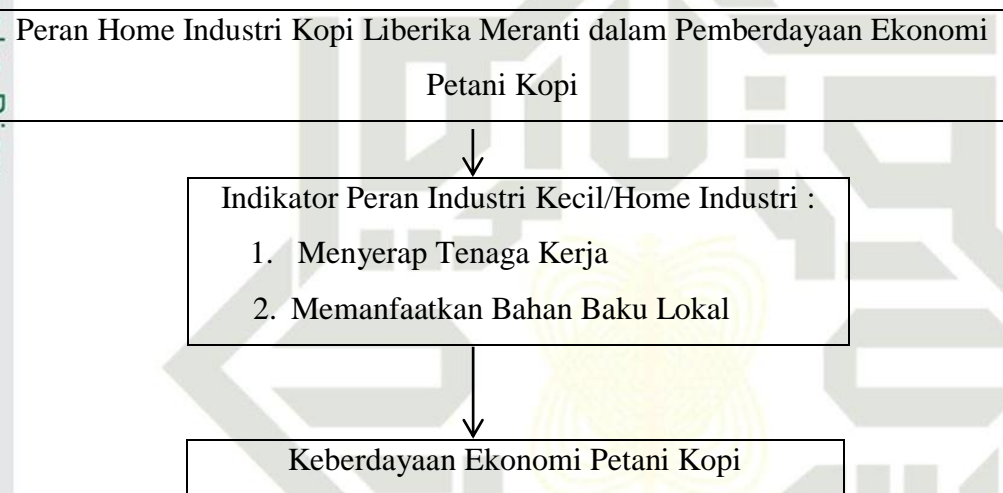 Peran Home Industri Kopi Liberika Meranti dalam Pemberdayaan Ekonomi
Petani Kopi
Indikator Peran Industri Kecil/Home Industri :
1. Menyerap Tenaga Kerja
2. Memanfaatkan Bahan Baku Lokal
Keberdayaan Ekonomi Petani Kopi